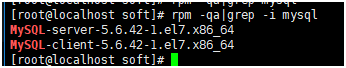 [root@localhost soft]# rpm -qa|grep mysql
[root@localhost soft]# rpm -qa|grep -i mysql
MySQL-server-5.6.42-1.el7.x86_64
MySQL-client-5.6.42-1.el7.x86_64
[root@localhost soft]#